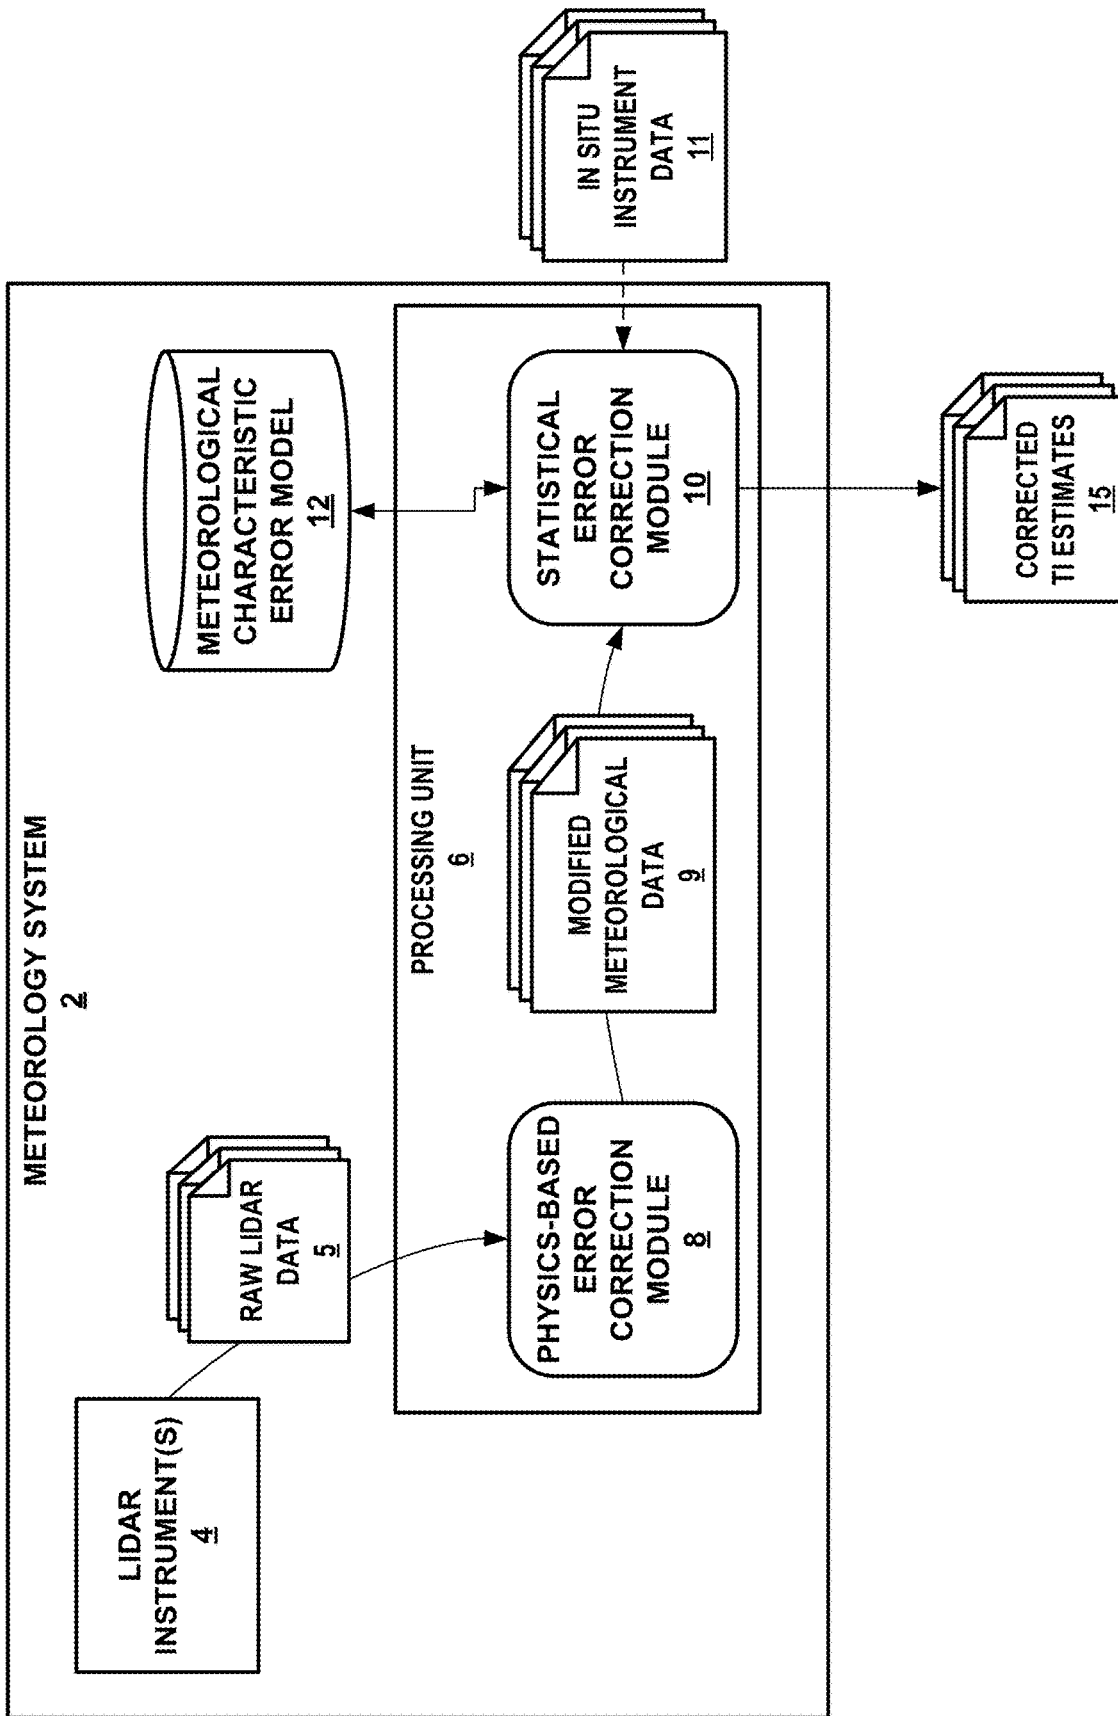 METEOROLOGY SYSTEM
2
LIDAR
INSTRUMENT(S)
4
RAW LIDAR
DATA
5
METEOROLOGICAL
CHARACTERISTIC
ERROR MODEL
12
PROCESSING UNIT
6
PHYSICS-BASED
ERROR
CORRECTION
MODULE
8
MODIFIED
METEOROLOGICAL
DATA
9
STATISTICAL
ERROR
CORRECTION
MODULE
10
IN SITU
INSTRUMENT
DATA
11
CORRECTED
TI ESTIMATES
15